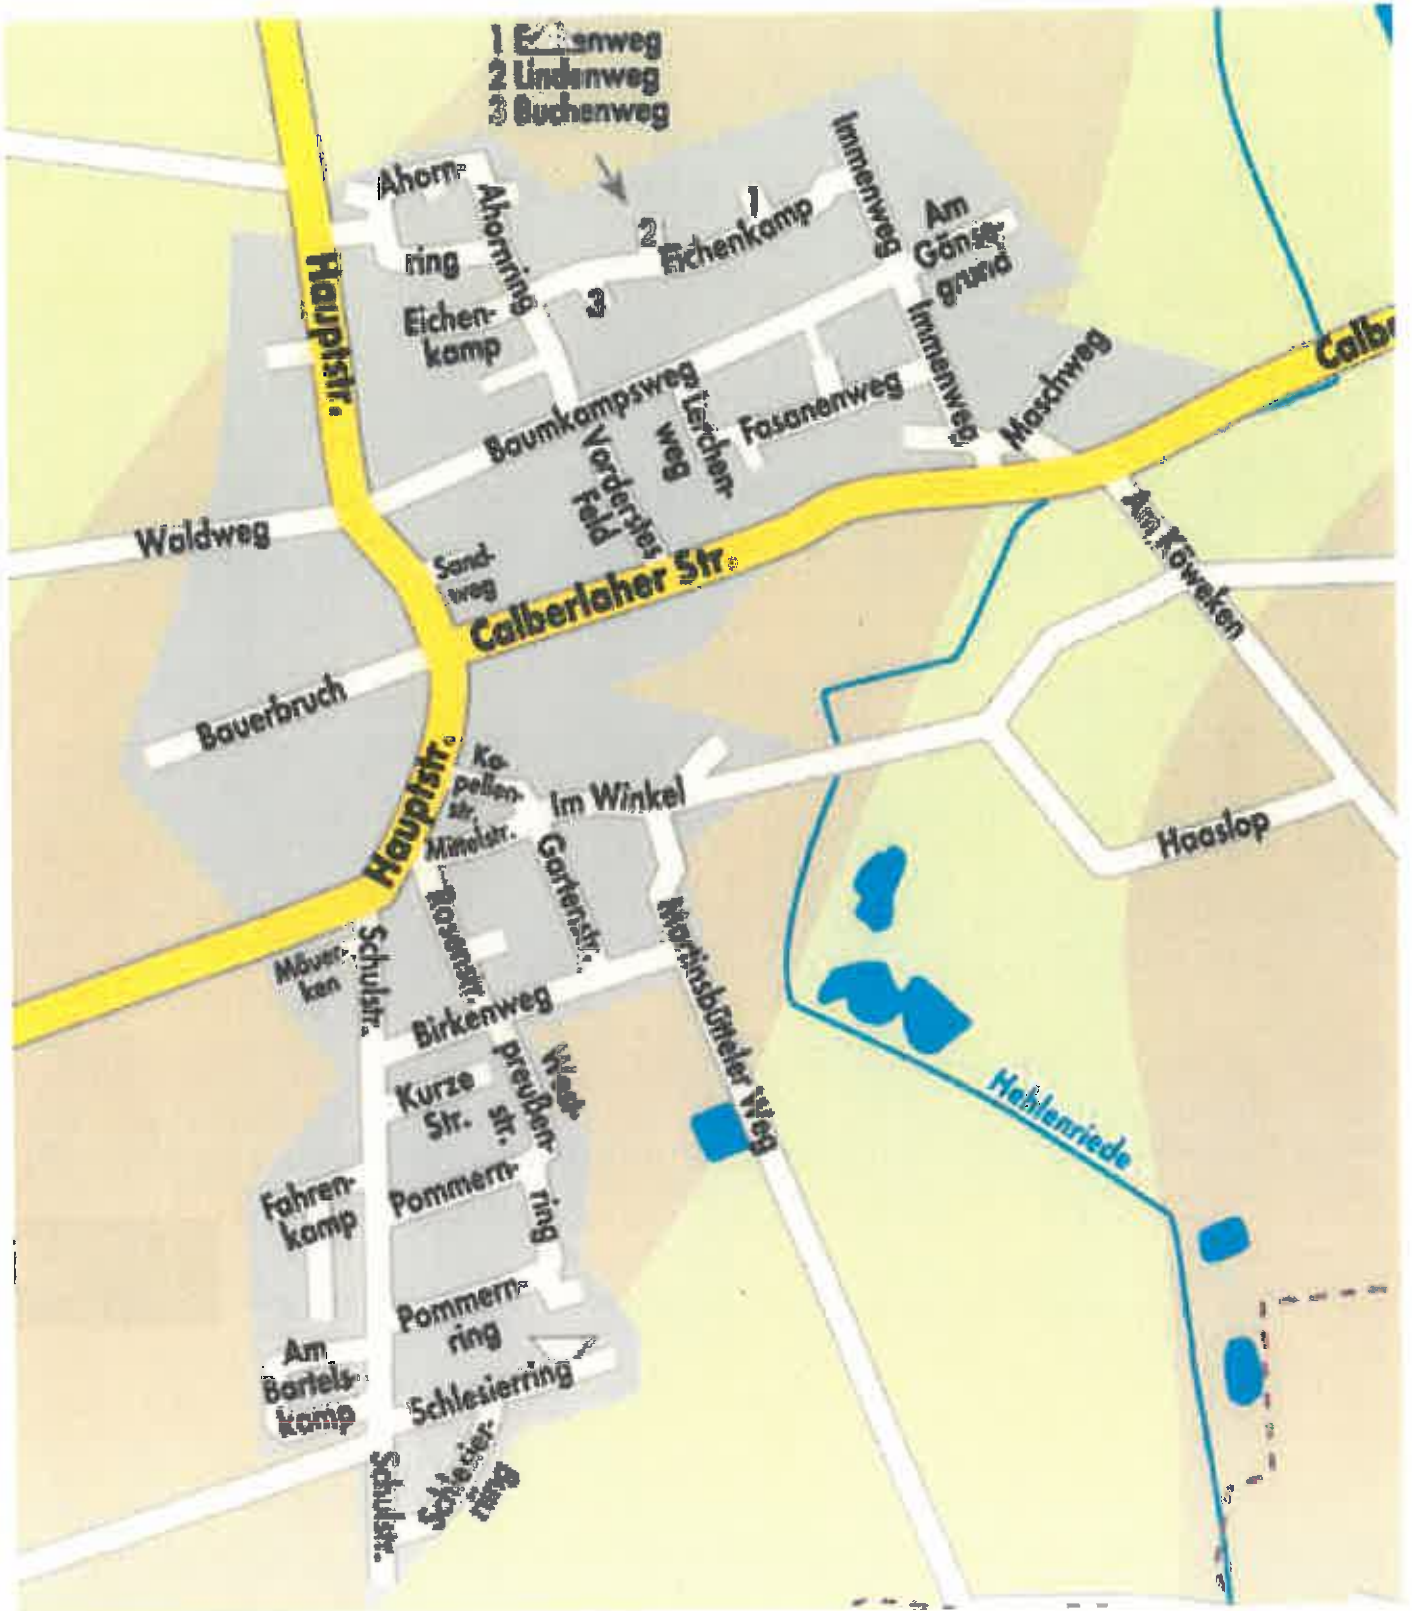 1
2 Lindenweg
3 Buchenweg
Ahorn-
ring
Ahornring
Eichen-
kamp
1
2
3
Eichenkamp
Immenweg
Am
Gänse-
grund
Hauptstr.
Immenweg
Maschweg
Calbe
Baumkampsweg
Lerchen-
weg
Fasanenweg
Vorderstes
Feld
Waldweg
Sand-
weg
Calberlaher Str.
Am Köweken
Bauerbruch
Hauptstr.
Ka-
pellen-
str.
Im Winkel
Mittelstr.
Gartenstr.
Haaslop
Rosenstr.
Schulstr.
Möver-
ken
Martinsbütteler Weg
Birkenweg
West-
preußen-
str.
Kurze
Str.
Hehlenriede
Fahren-
kamp
Pommern-
ring
Pommern-
ring
Am
Bartels-
kamp
Schlesierring
Schlesier-
ring
Schulstr.